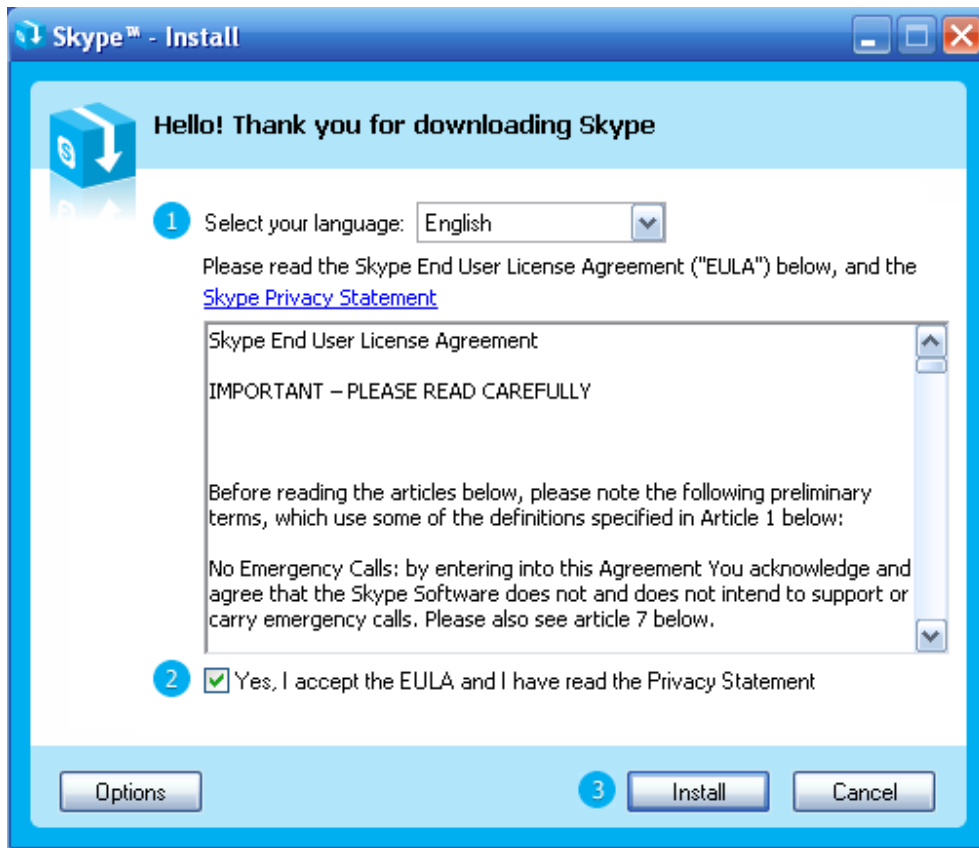 Skype™ - Install
Hello! Thank you for downloading Skype
1 Select your language: English
Please read the Skype End User License Agreement ("EULA") below, and the
Skype Privacy Statement
Skype End User License Agreement
IMPORTANT – PLEASE READ CAREFULLY
Before reading the articles below, please note the following preliminary
terms, which use some of the definitions specified in Article 1 below:
No Emergency Calls: by entering into this Agreement You acknowledge and
agree that the Skype Software does not and does not intend to support or
carry emergency calls. Please also see article 7 below.
2 Yes, I accept the EULA and I have read the Privacy Statement
Options 3 Install Cancel